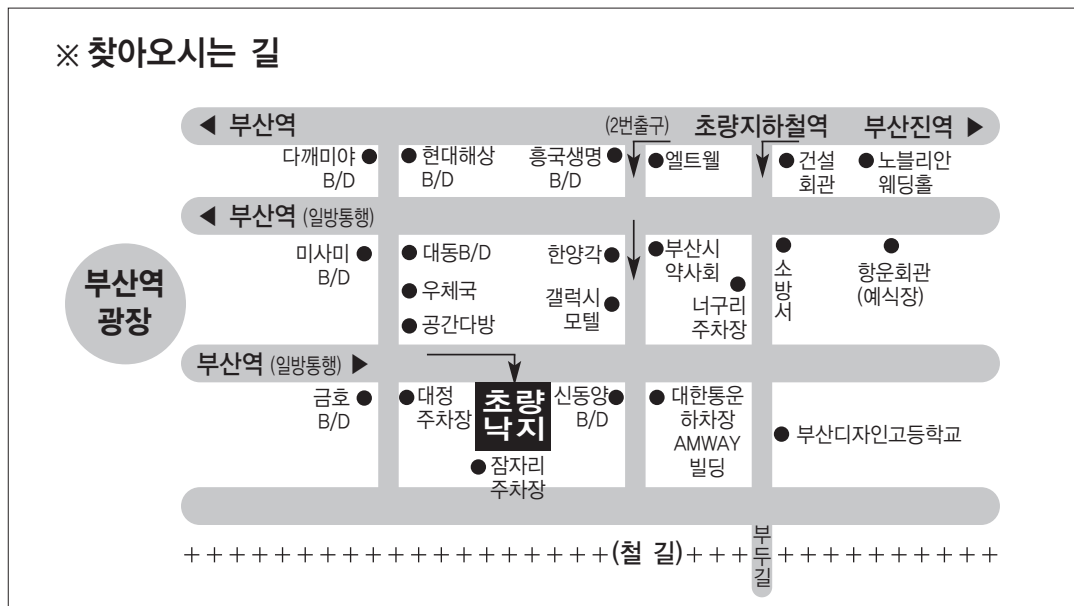 ※ 찾아오시는 길
◀ 부산역
(2번출구)
초량지하철역
부산진역 ▶
다깨미야
B/D
현대해상
B/D
흥국생명
B/D
엘트웰
건설
회관
노블리안
웨딩홀
◀ 부산역 (일방통행)
부산역
광장
미사미
B/D
대동B/D
우체국
공간다방
한양각
갤럭시
모텔
부산시
약사회
너구리
주차장
소방서
항운회관
(예식장)
부산역 (일방통행) ▶
금호
B/D
대정
주차장
초량
낙지
신동양
B/D
대한통운
하차장
AMWAY
빌딩
부산디자인고등학교
잠자리
주차장
(철 길)
부두길